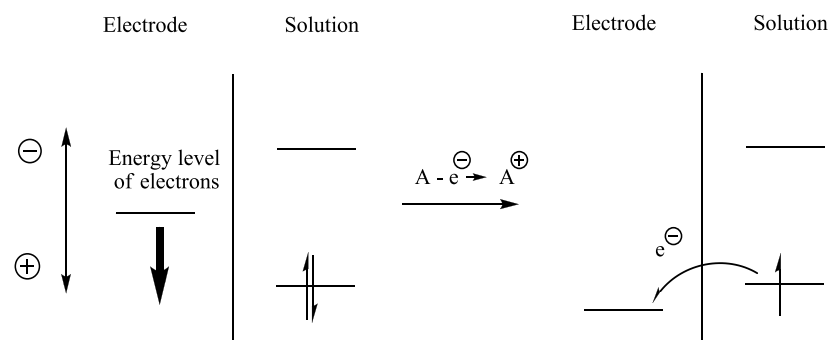 Electrode Solution
Electrode Solution
Energy level
of electrons
A - e⊖ → A⊕
e⊖
⊖
⊕